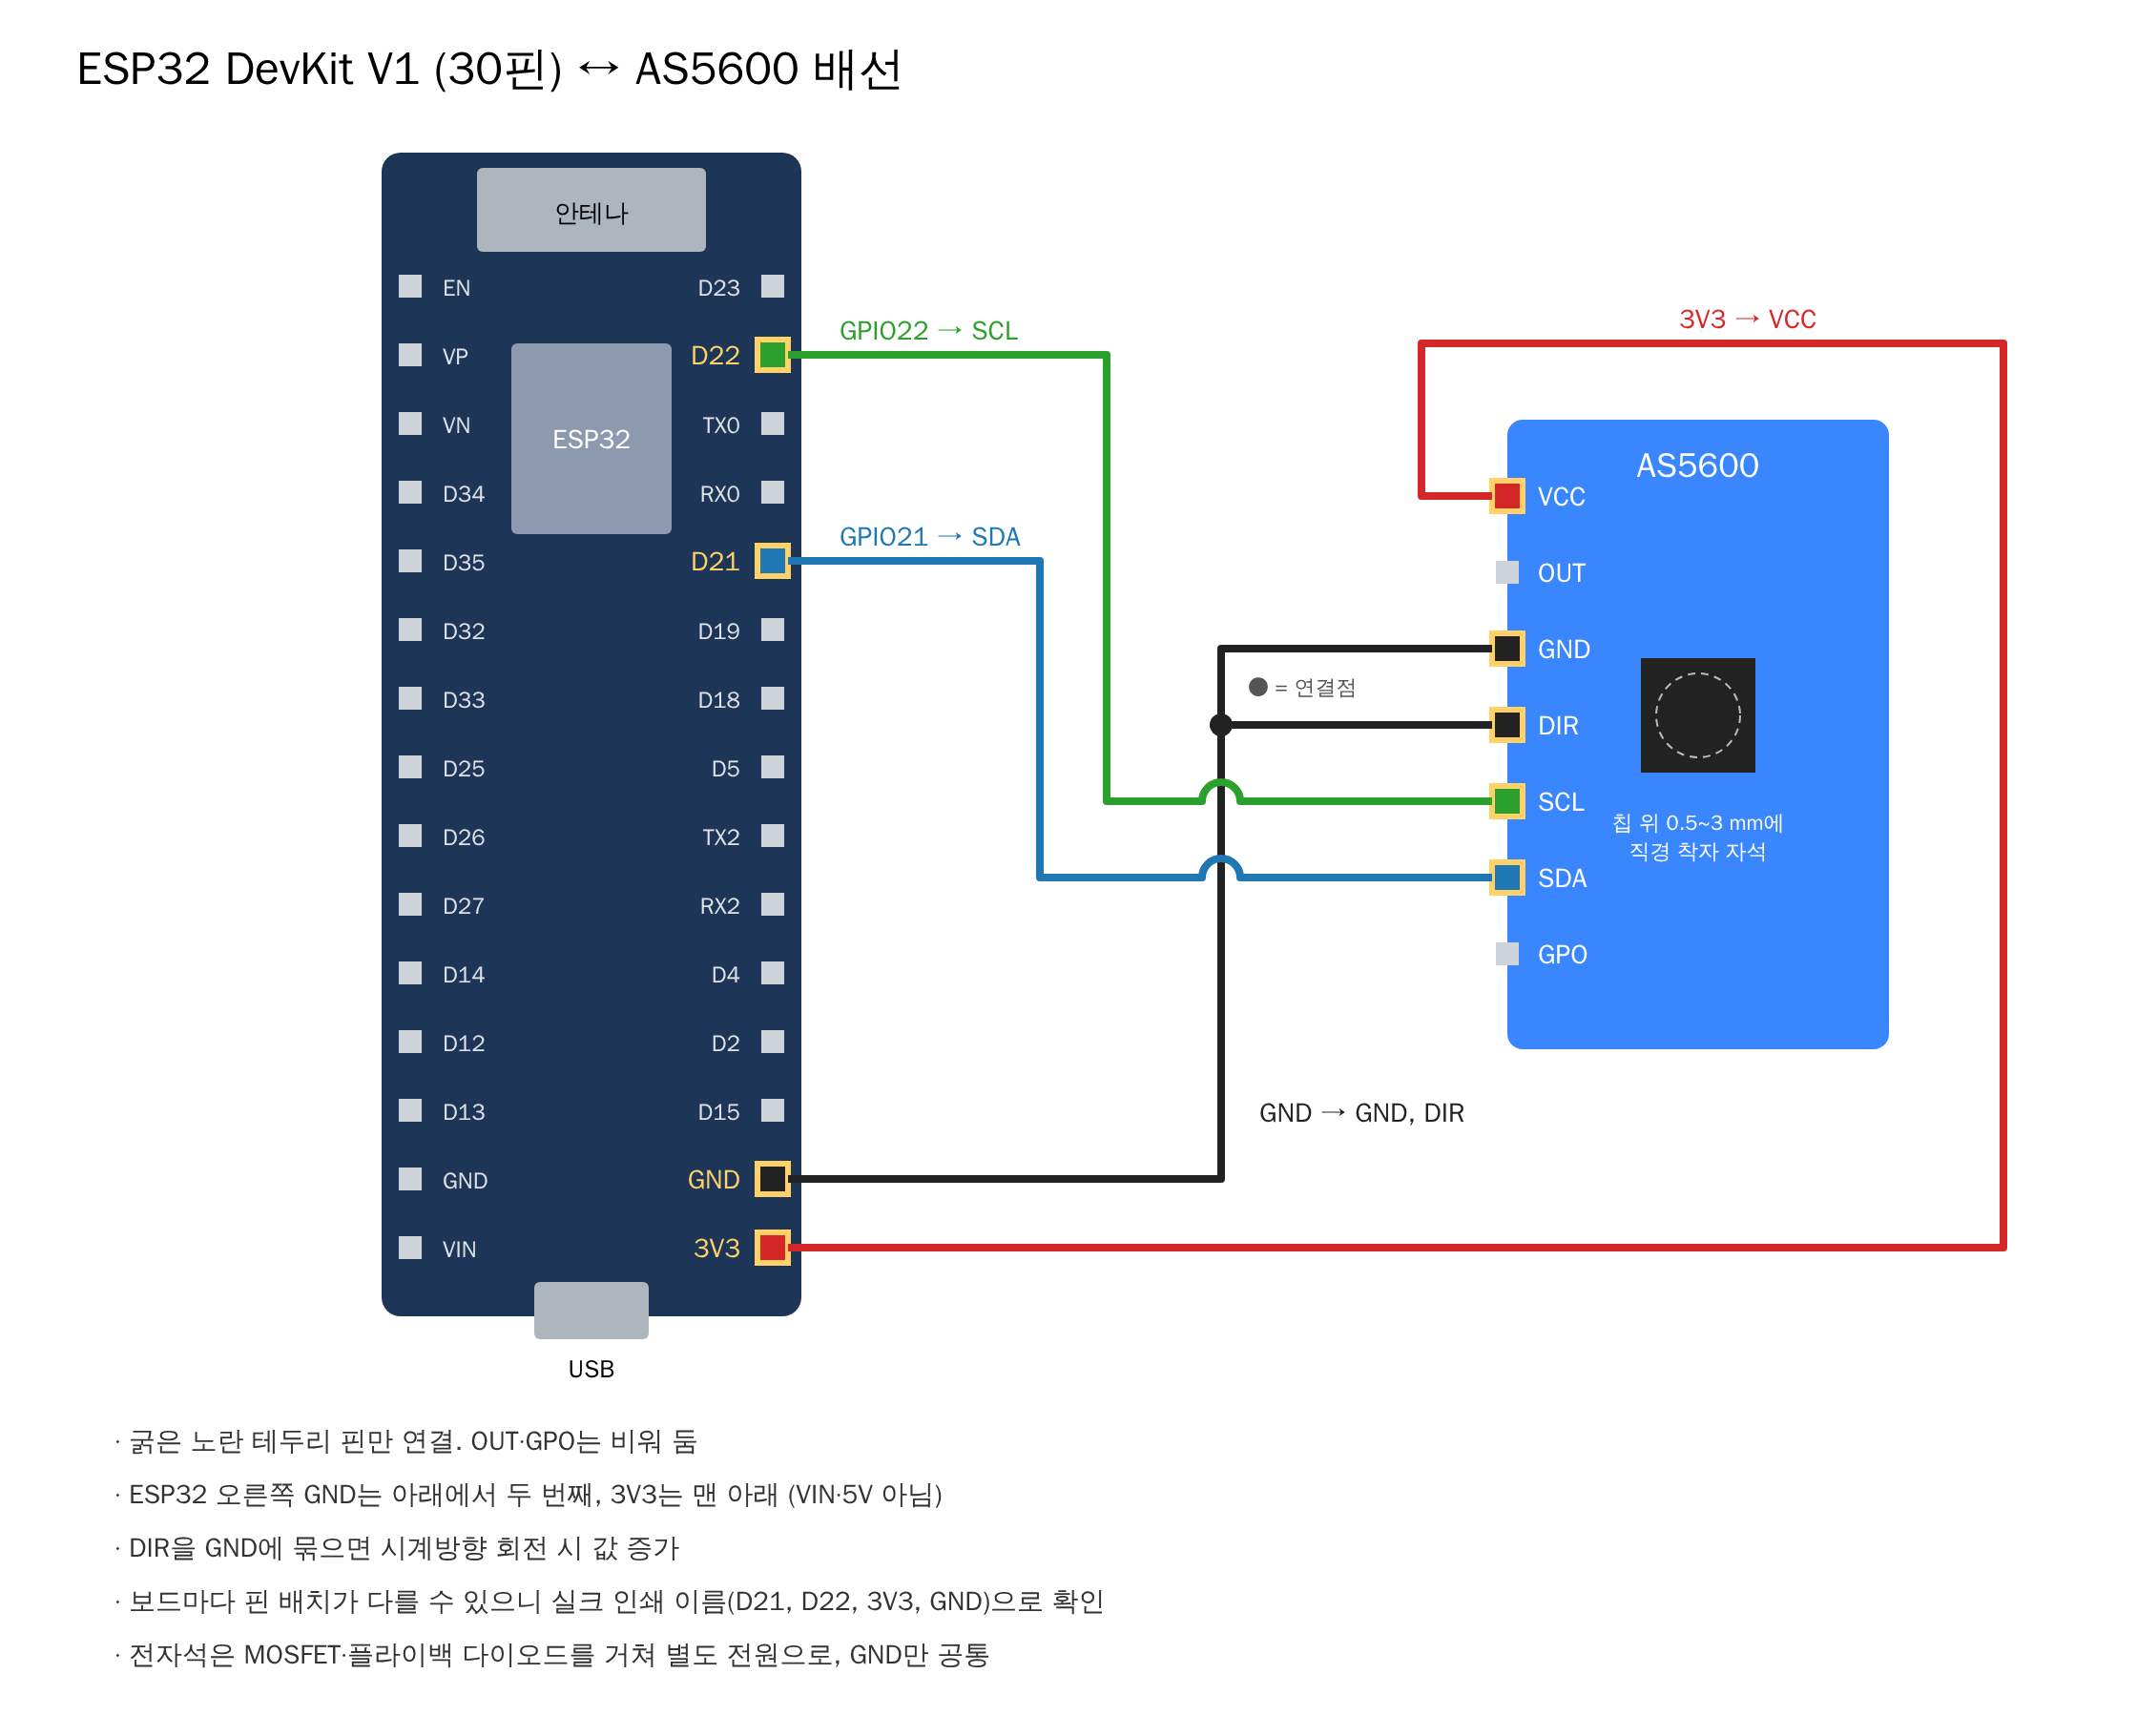 ESP32 DevKit V1 (30핀) ↔ AS5600 배선
안테나
EN
D23
VP
D22
VN
TX0
D34
RX0
D35
D21
D32
D19
D33
D18
D25
D5
D26
TX2
D27
RX2
D14
D4
D12
D2
D13
D15
GND
GND
VIN
3V3
ESP32
USB
GPIO22 → SCL
GPIO21 → SDA
3V3 → VCC
= 연결점
GND → GND, DIR
AS5600
VCC
OUT
GND
DIR
SCL
SDA
GPO
칩 위 0.5~3 mm에
직경 착자 자석
· 굵은 노란 테두리 핀만 연결. OUT·GPO는 비워 둠
· ESP32 오른쪽 GND는 아래에서 두 번째, 3V3는 맨 아래 (VIN·5V 아님)
· DIR을 GND에 묶으면 시계방향 회전 시 값 증가
· 보드마다 핀 배치가 다를 수 있으니 실크 인쇄 이름(D21, D22, 3V3, GND)으로 확인
· 전자석은 MOSFET·플라이백 다이오드를 거쳐 별도 전원으로, GND만 공통